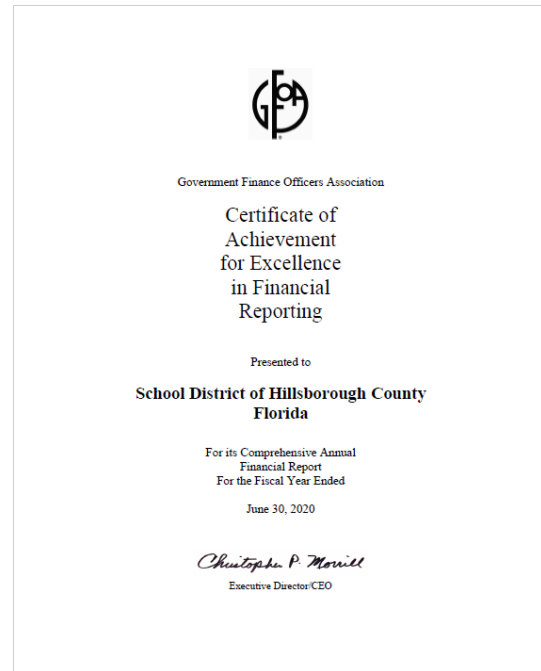 GFOA
Government Finance Officers Association
Certificate of
Achievement
for Excellence
in Financial
Reporting
Presented to
School District of Hillsborough County
Florida
For its Comprehensive Annual
Financial Report
For the Fiscal Year Ended
June 30, 2020
Christopher P. Morrill
Executive Director/CEO